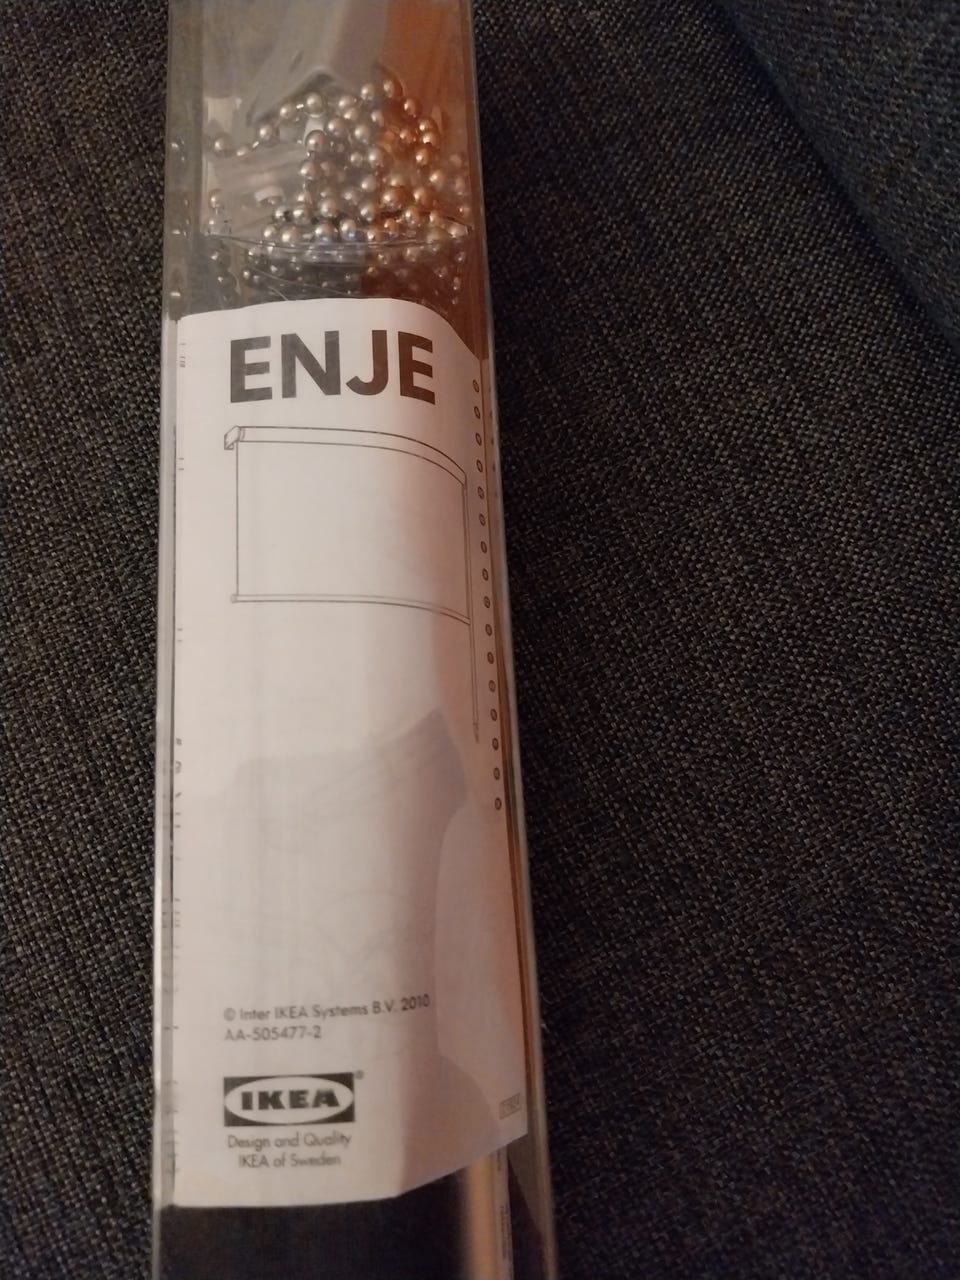 ENJE
© Inter IKEA Systems B.V. 2010
AA-505477-2
IKEA®
Design and Quality
IKEA of Sweden